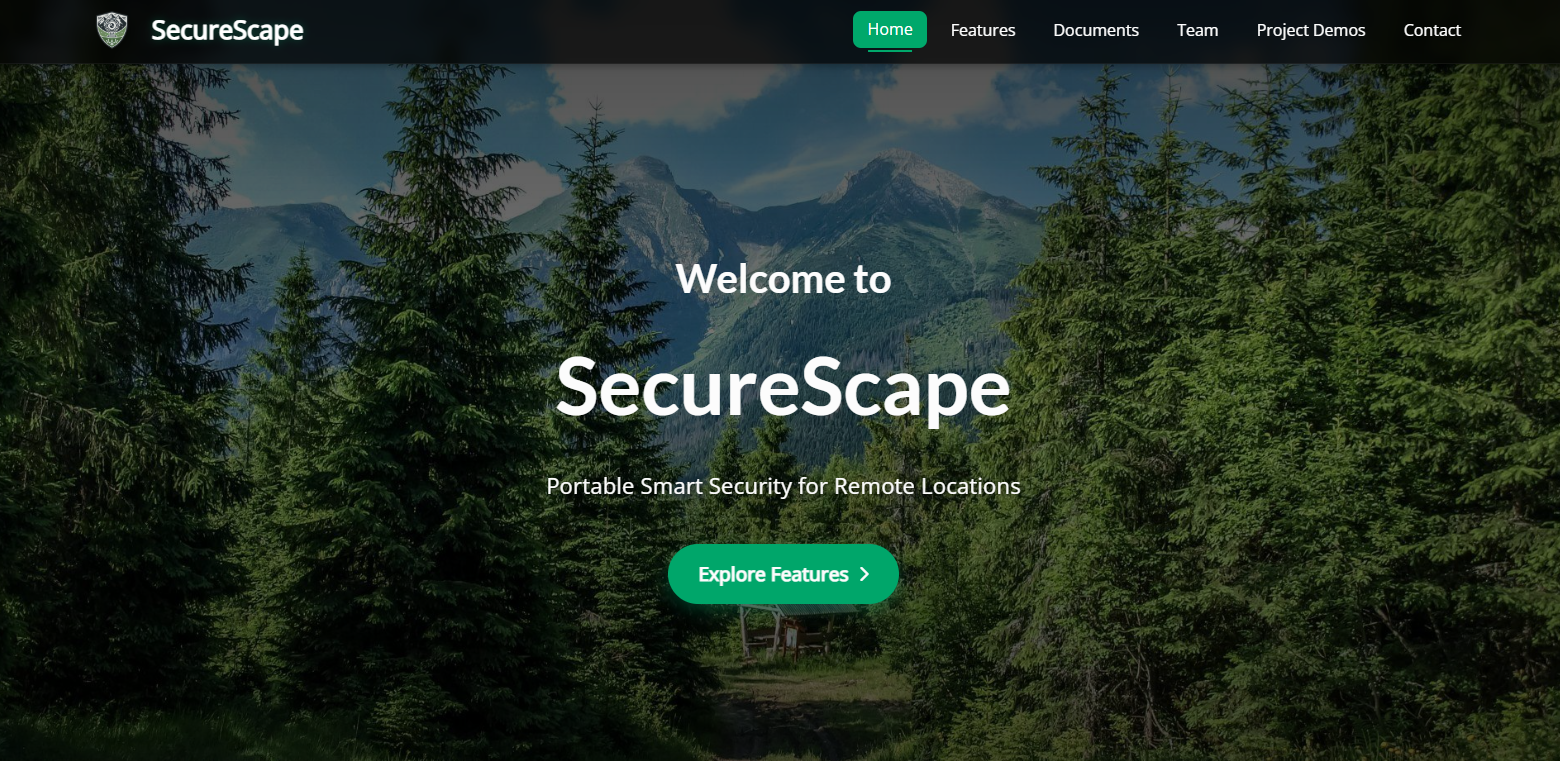 SecureScape
Home Features Documents Team Project Demos Contact
Welcome to
SecureScape
Portable Smart Security for Remote Locations
Explore Features